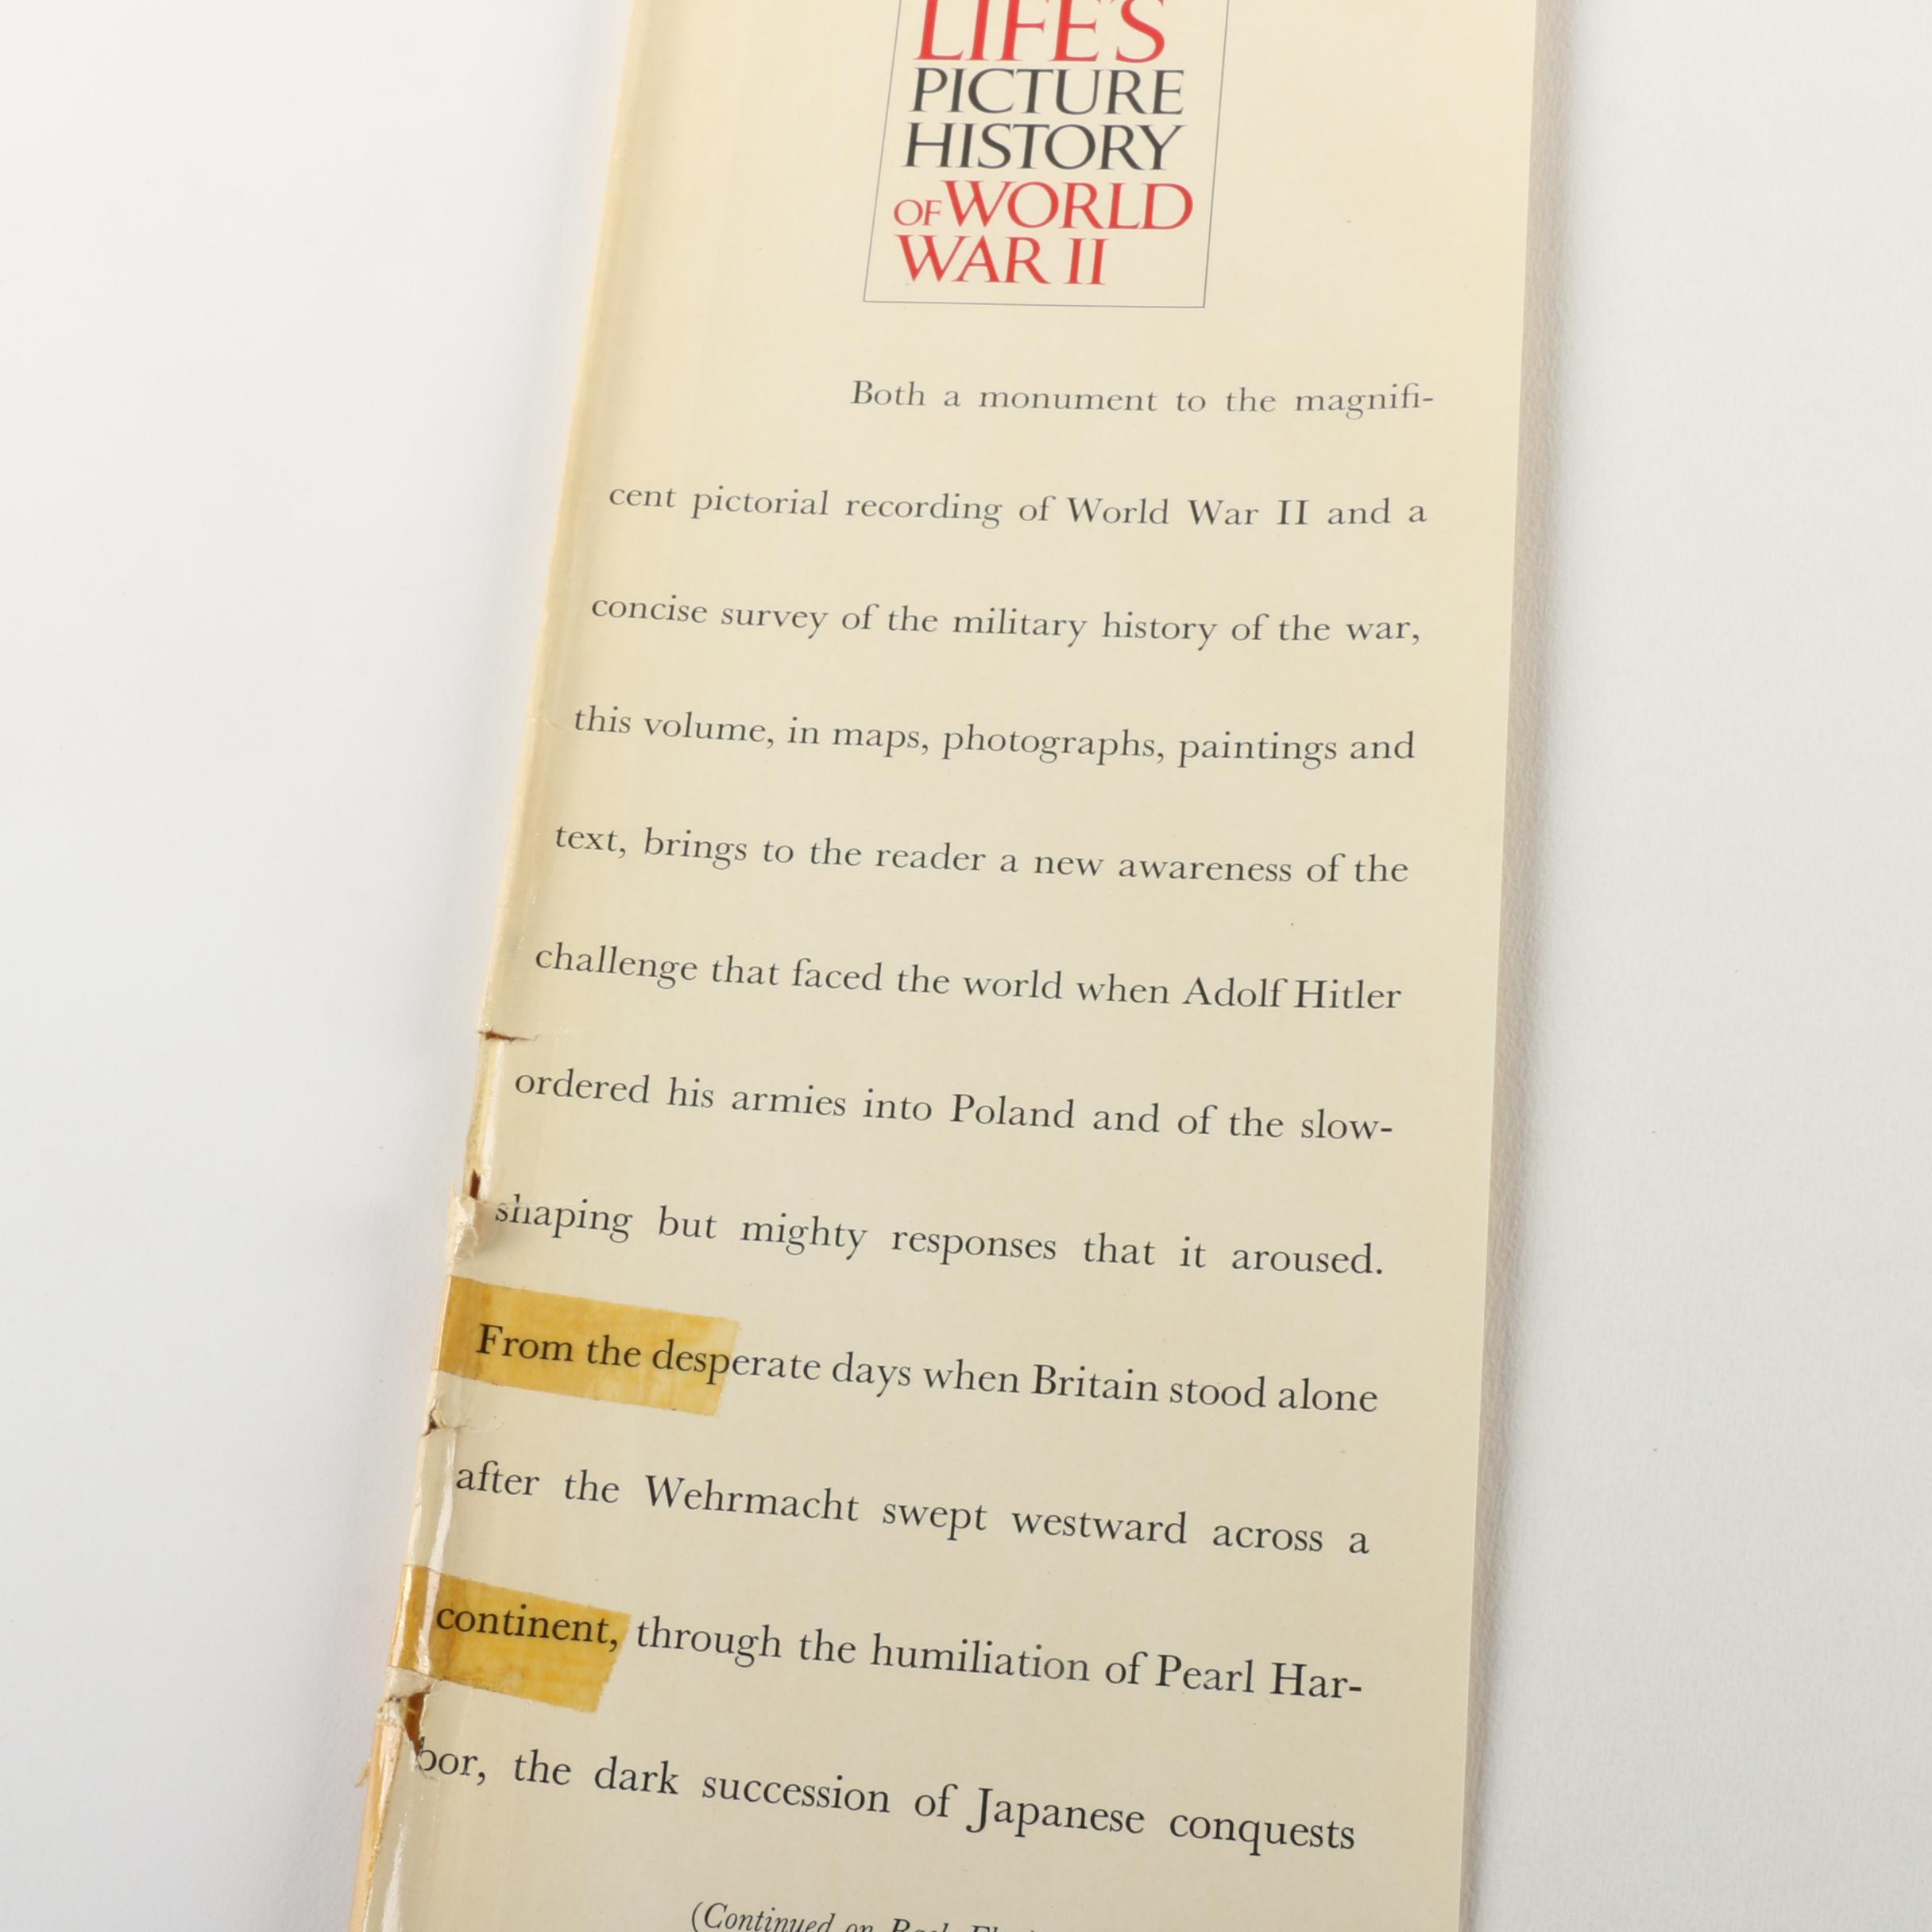 LIFE'S
PICTURE
HISTORY
OF WORLD
WAR II
Both a monument to the magnifi-
cent pictorial recording of World War II and a
concise survey of the military history of the war,
this volume, in maps, photographs, paintings and
text, brings to the reader a new awareness of the
challenge that faced the world when Adolf Hitler
ordered his armies into Poland and of the slow-
shaping but mighty responses that it aroused.
From the desperate days when Britain stood alone
after the Wehrmacht swept westward across a
continent, through the humiliation of Pearl Har-
bor, the dark succession of Japanese conquests
(Continued on